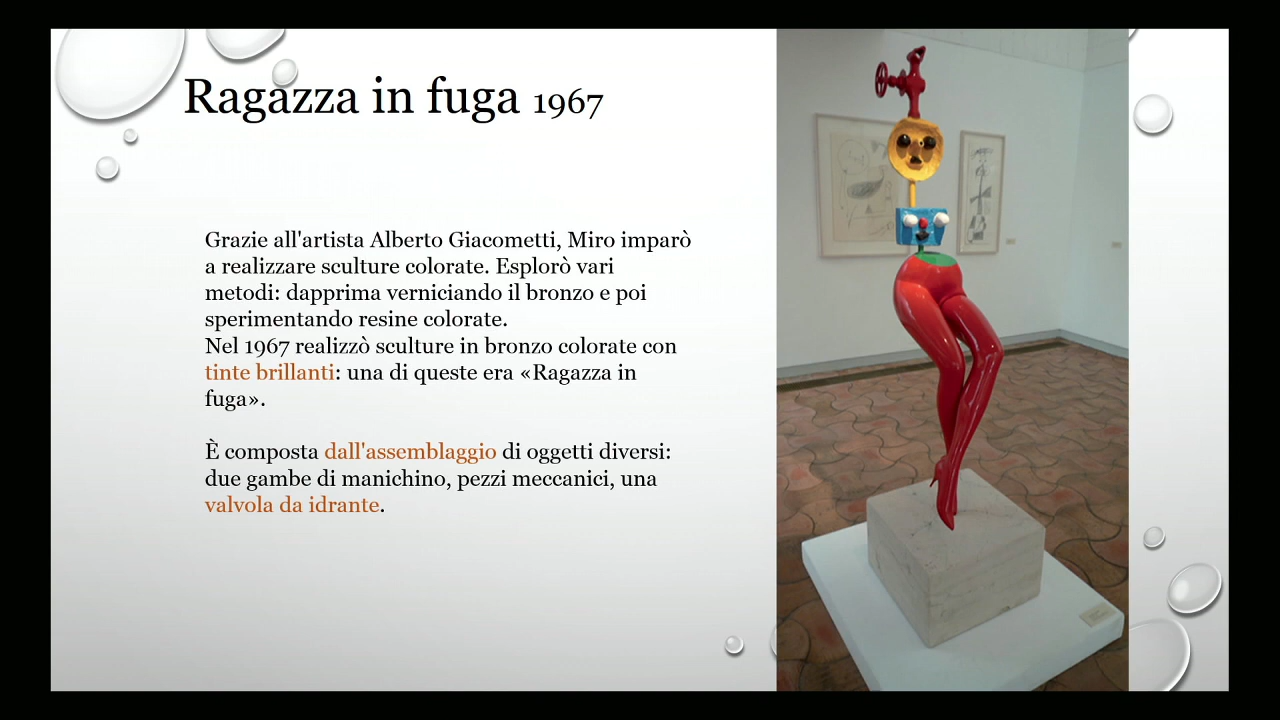 Ragazza in fuga 1967
Grazie all'artista Alberto Giacometti, Miro imparò
a realizzare sculture colorate. Esplorò vari
metodi: dapprima verniciando il bronzo e poi
sperimentando resine colorate.
Nel 1967 realizzò sculture in bronzo colorate con
tinte brillanti: una di queste era «Ragazza in
fuga».
È composta dall'assemblaggio di oggetti diversi:
due gambe di manichino, pezzi meccanici, una
valvola da idrante.